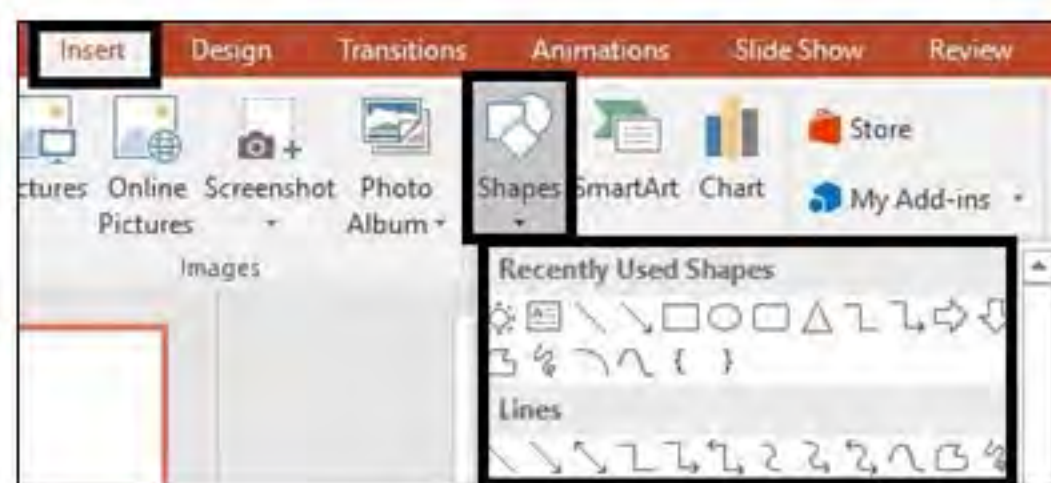 Insert Design Transitions Animations Slide Show Review
ctures Online Pictures Screenshot Photo Album Shapes SmartArt Chart Store
My Add-ins
Images
Recently Used Shapes
Lines